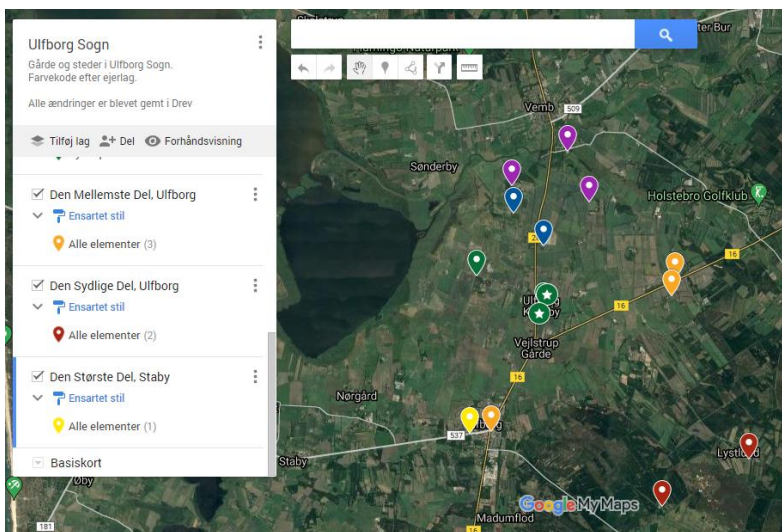 Ulfborg Sogn
Gårde og steder i Ulfborg Sogn.
Farvekode efter ejerlag.
Alle ændringer er blevet gemt i Drev
Tilføj lag Del Forhåndsvisning
Den Mellemste Del, Ulfborg
Ensartet stil
Alle elementer (3)
Den Sydlige Del, Ulfborg
Ensartet stil
Alle elementer (2)
Den Største Del, Staby
Ensartet stil
Alle elementer (1)
Basiskort
ter Bur
Vemb
509
Sønderby
Holstebro Golfklub
16
16
Vejlstrup
Gårde
16
Nørgård
537
Staby
Øby
Madumflod
181
Google My Maps